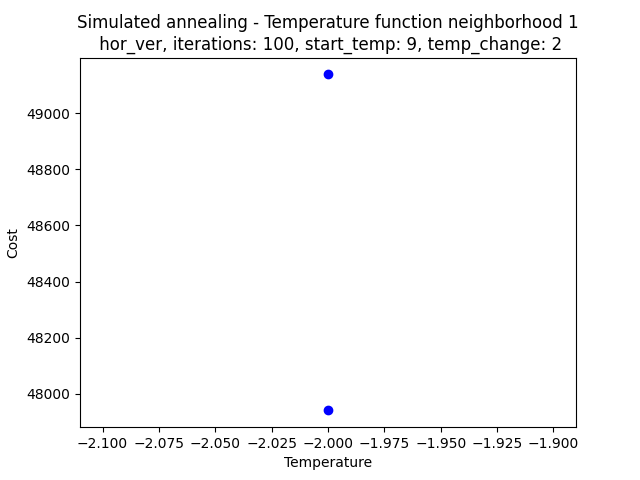 Simulated annealing - Temperature function neighborhood 1
hor_ver, iterations: 100, start_temp: 9, temp_change: 2
49000
48800
48600
48400
48200
48000
Cost
−2.100 −2.075 −2.050 −2.025 −2.000 −1.975 −1.950 −1.925 −1.900
Temperature